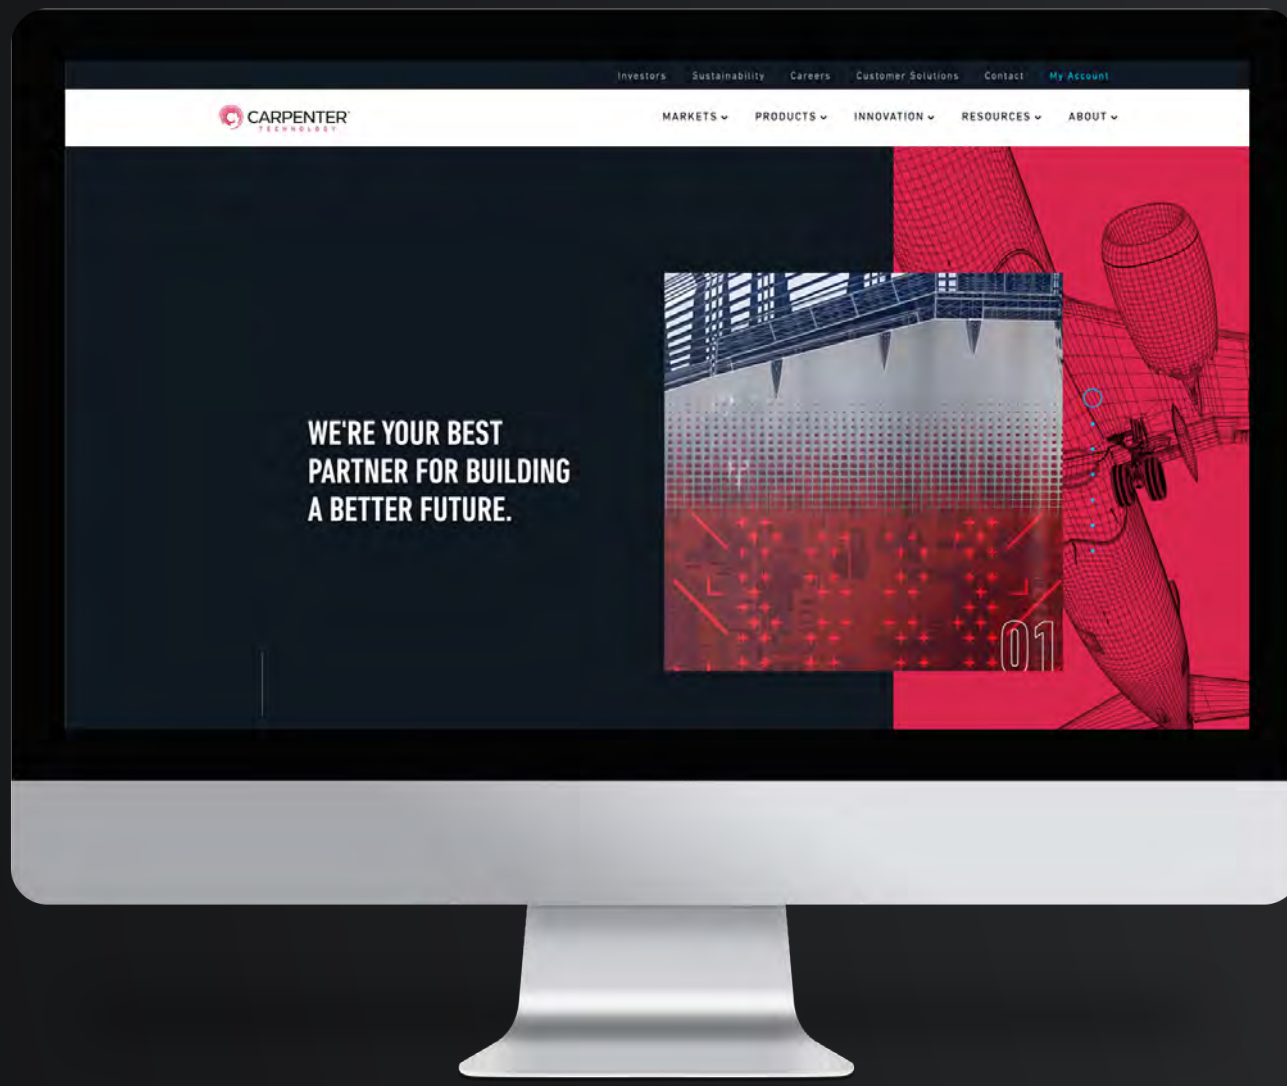 Investors Sustainability Careers Customer Solutions Contact My Account
CARPENTER
TECHNOLOGY
MARKETS PRODUCTS INNOVATION RESOURCES ABOUT
WE'RE YOUR BEST
PARTNER FOR BUILDING
A BETTER FUTURE.
01